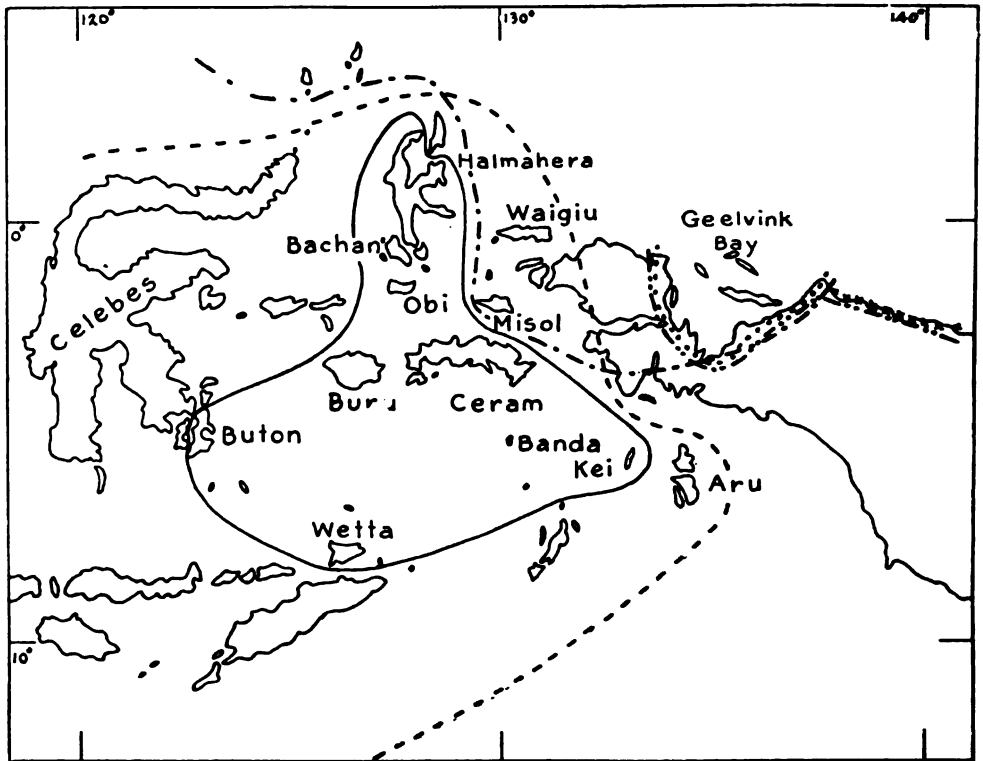 120°
130°
140°
Halmahera
Waigiu
Geelvink
Bay
0°
Bachan
Obi
Misol
Celebes
Buru
Ceram
Buton
Banda
Kei
Aru
Wetta
10°